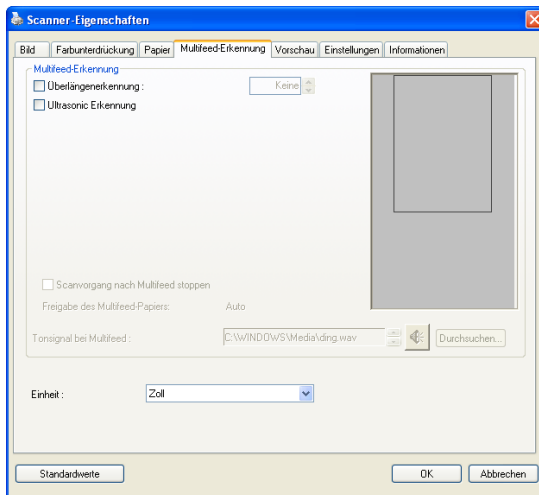 Scanner-Eigenschaften
Bild Farbunterdrückung Papier Multifeed-Erkennung Vorschau Einstellungen Informationen
Multifeed-Erkennung
Überlängenerkennung : Keine
Ultrasonic Erkennung
Scanvorgang nach Multifeed stoppen
Freigabe des Multifeed-Papiers: Auto
Tonsignal bei Multifeed : C:\WINDOWS\Media\ding.wav Durchsuchen...
Einheit : Zoll
Standardwerte OK Abbrechen